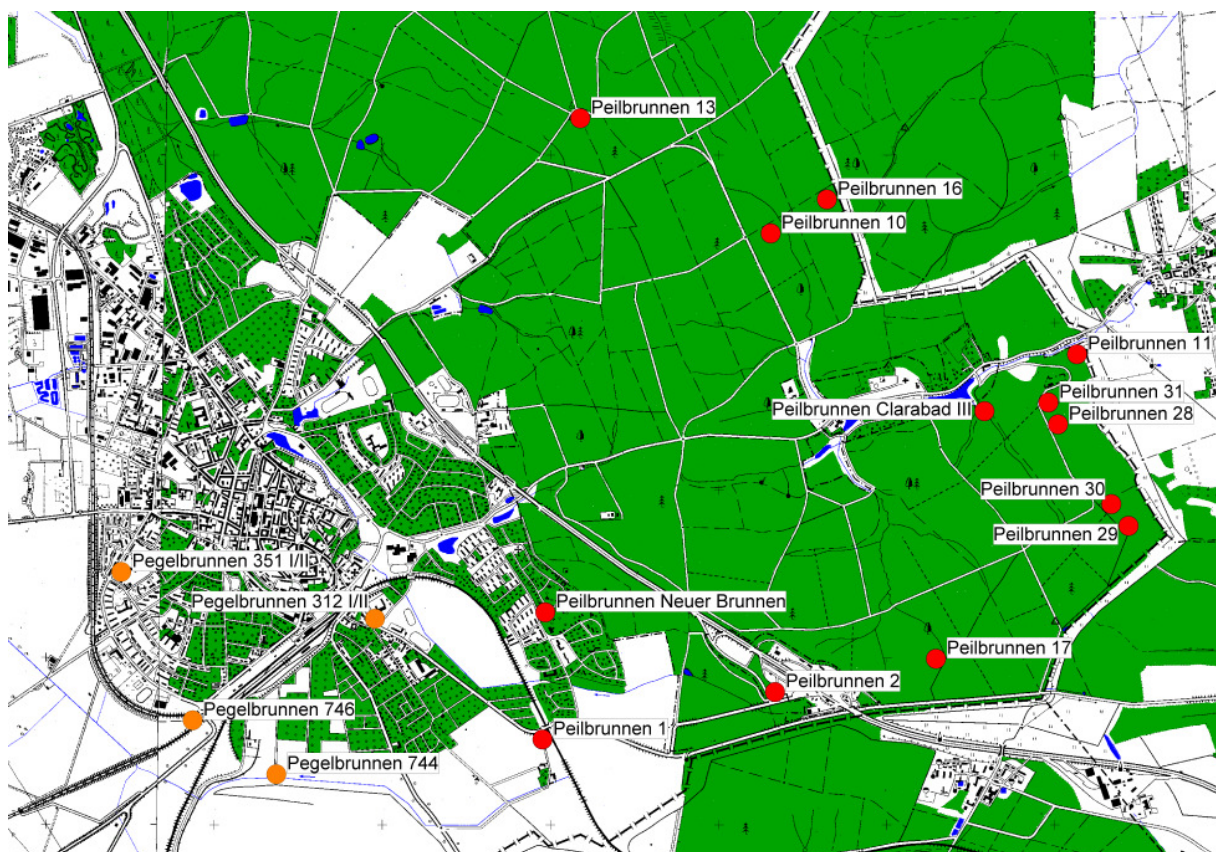 Peilbrunnen 13
Peilbrunnen 16
Peilbrunnen 10
Peilbrunnen 11
Peilbrunnen 31
Peilbrunnen Clarabad III
Peilbrunnen 28
Peilbrunnen 30
Peilbrunnen 29
Pegelbrunnen 351 I/II
Pegelbrunnen 312 I/II
Peilbrunnen Neuer Brunnen
Peilbrunnen 17
Peilbrunnen 2
Pegelbrunnen 746
Peilbrunnen 1
Pegelbrunnen 744